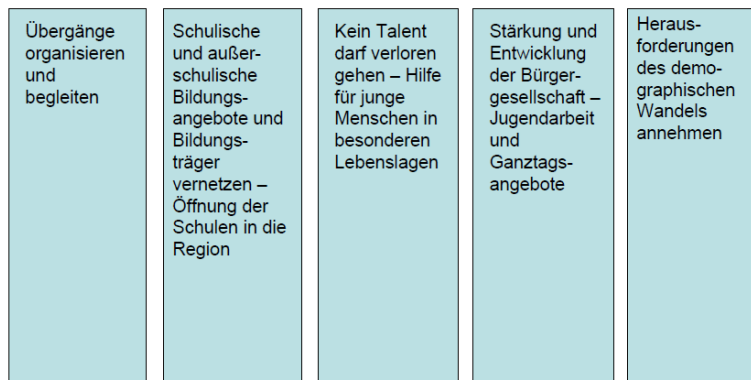 Übergänge
organisieren
und
begleiten
Schulische
und außer-
schulische
Bildungs-
angebote und
Bildungs-
träger
vernetzen –
Öffnung der
Schulen in die
Region
Kein Talent
darf verloren
gehen – Hilfe
für junge
Menschen in
besonderen
Lebenslagen
Stärkung und
Entwicklung
der Bürger-
gesellschaft –
Jugendarbeit
und
Ganztags-
angebote
Heraus-
forderungen
des demo-
graphischen
Wandels
annehmen